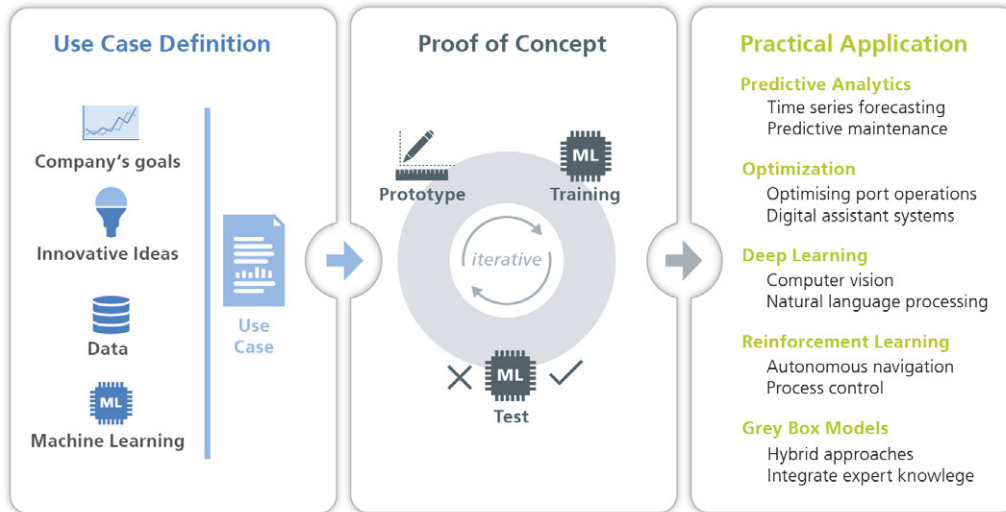 Use Case Definition
Company's goals
Innovative Ideas
Data
ML
Machine Learning
Use
Case
Proof of Concept
Prototype
ML
Training
iterative
ML
Test
Practical Application
Predictive Analytics
Time series forecasting
Predictive maintenance
Optimization
Optimising port operations
Digital assistant systems
Deep Learning
Computer vision
Natural language processing
Reinforcement Learning
Autonomous navigation
Process control
Grey Box Models
Hybrid approaches
Integrate expert knowlege